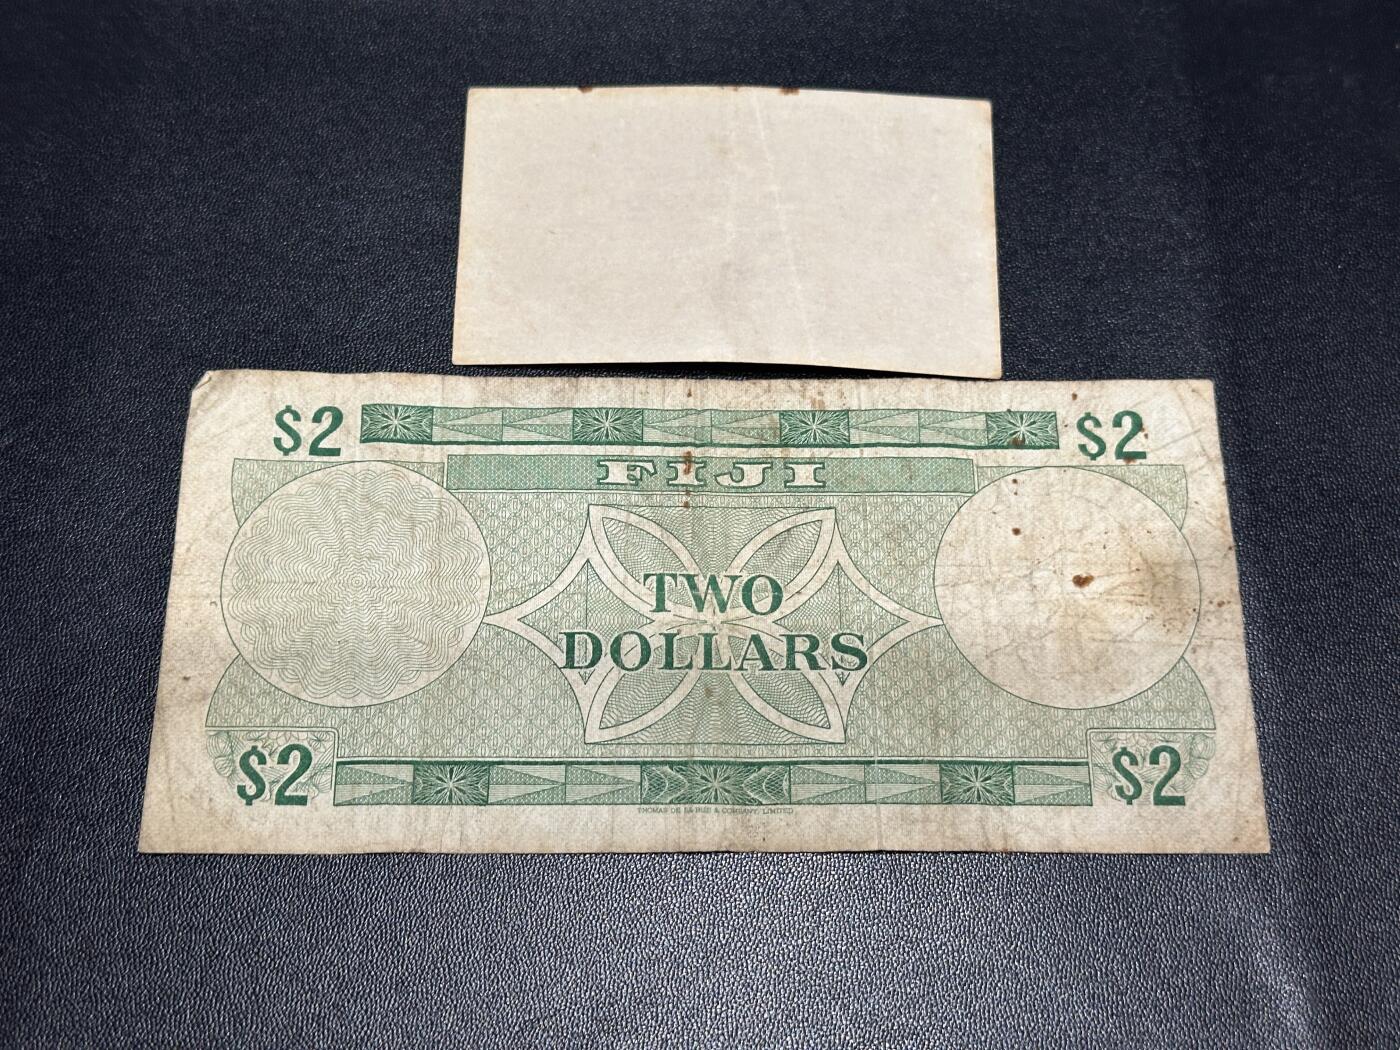 $2 $2
FIJI
TWO
DOLLARS
$2 $2
THOMAS DE LA RUE & COMPANY, LIMITED